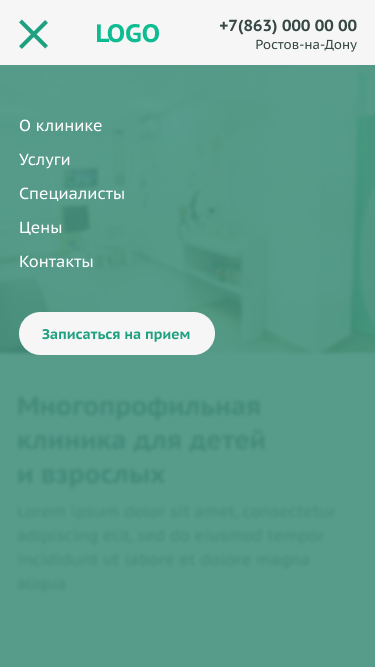 LOGO
+7(863) 000 00 00
Ростов-на-Дону
О клинике
Услуги
Специалисты
Цены
Контакты
Записаться на прием
Многопрофильная
клиника для детей
и взрослых
Lorem ipsum dolor sit amet, consectetur
adipiscing elit, sed do eiusmod tempor
incididunt ut labore et dolore magna
aliqua